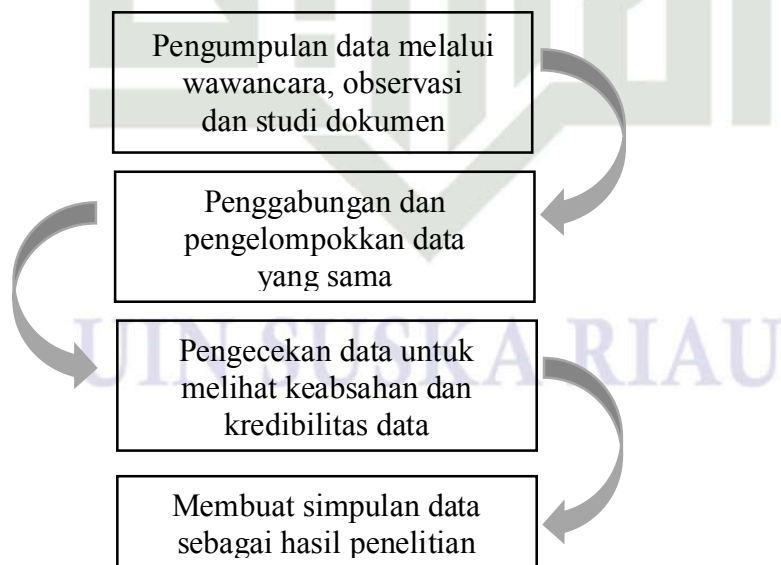 Pengumpulan data melalui
wawancara, observasi
dan studi dokumen
Penggabungan dan
pengelompokkan data
yang sama
UIN SUSKA RIAU
Pengecekan data untuk
melihat keabsahan dan
kredibilitas data
Membuat simpulan data
sebagai hasil penelitian